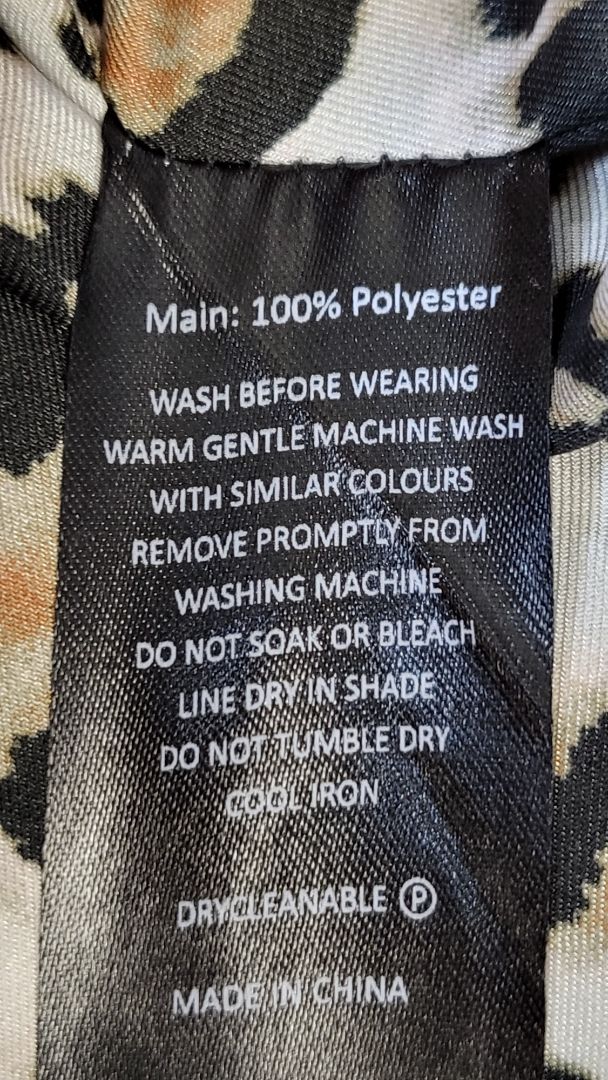 Main: 100% Polyester
WASH BEFORE WEARING
WARM GENTLE MACHINE WASH
WITH SIMILAR COLOURS
REMOVE PROMPTLY FROM
WASHING MACHINE
DO NOT SOAK OR BLEACH
LINE DRY IN SHADE
DO NOT TUMBLE DRY
COOL IRON
DRYCLEANABLE Ⓟ
MADE IN CHINA